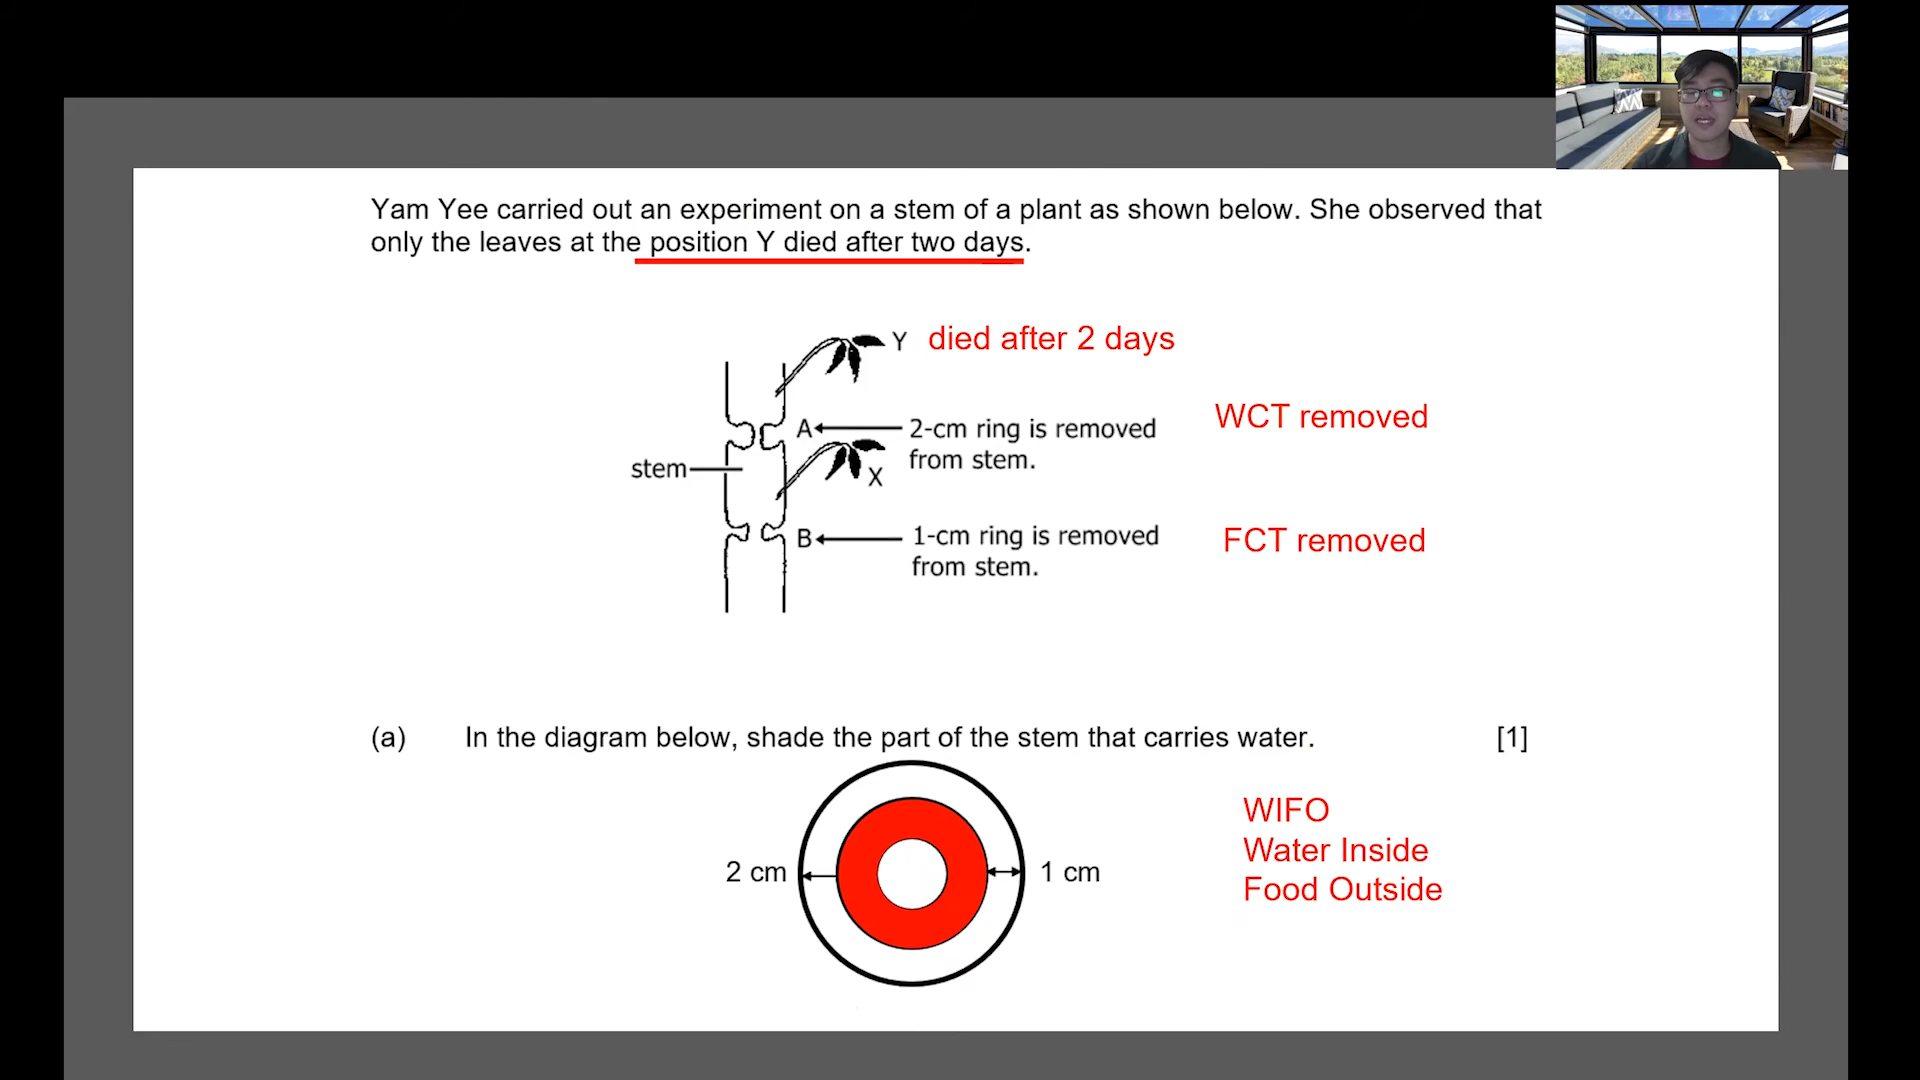 Yam Yee carried out an experiment on a stem of a plant as shown below. She observed that
only the leaves at the position Y died after two days.
Y died after 2 days
A 2-cm ring is removed
from stem.
WCT removed
X
stem
B 1-cm ring is removed
from stem.
FCT removed
(a) In the diagram below, shade the part of the stem that carries water. [1]
2 cm
1 cm
WIFO
Water Inside
Food Outside